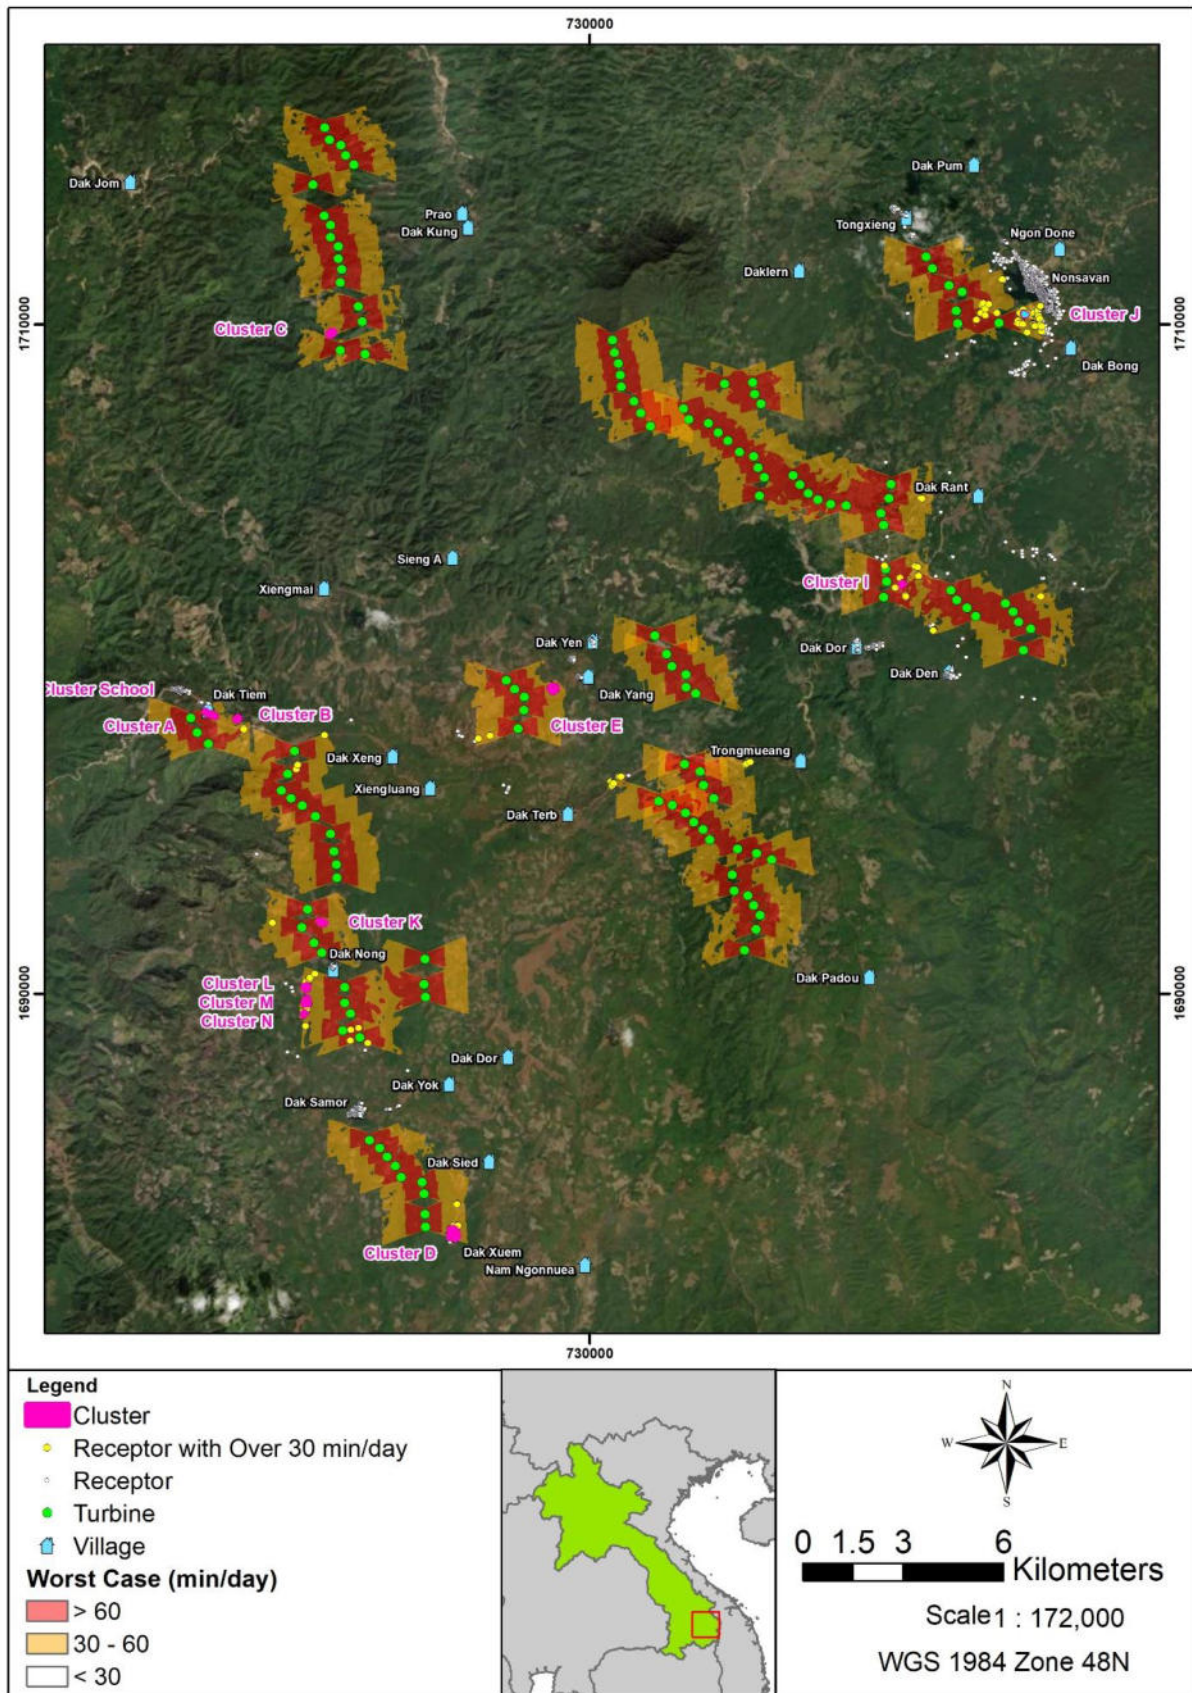 730000
Dak Jom
Dak Pum
Prao
Dak Kung
Tongxieng
Ngon Done
Daklern
Nonsavan
1710000
1710000
Cluster C
Cluster J
Dak Bong
Dak Rant
Sieng A
Cluster I
Xiengmai
Dak Yen
Dak Dor
Dak Den
Cluster School
Dak Tiem
Dak Yang
Cluster A
Cluster B
Cluster E
Dak Xeng
Trongmueang
Xiengluang
Dak Terb
Cluster K
Dak Nong
Cluster L
Dak Padou
Cluster M
1690000
1690000
Cluster N
Dak Dor
Dak Yok
Dak Samor
Dak Sied
Cluster D
Dak Xuem
Nam Ngonnuea
730000
Legend
Cluster
Receptor with Over 30 min/day
Receptor
Turbine
Village
Worst Case (min/day)
> 60
30 - 60
< 30
N
W
E
S
0 1.5 3 6
Kilometers
Scale 1 : 172,000
WGS 1984 Zone 48N